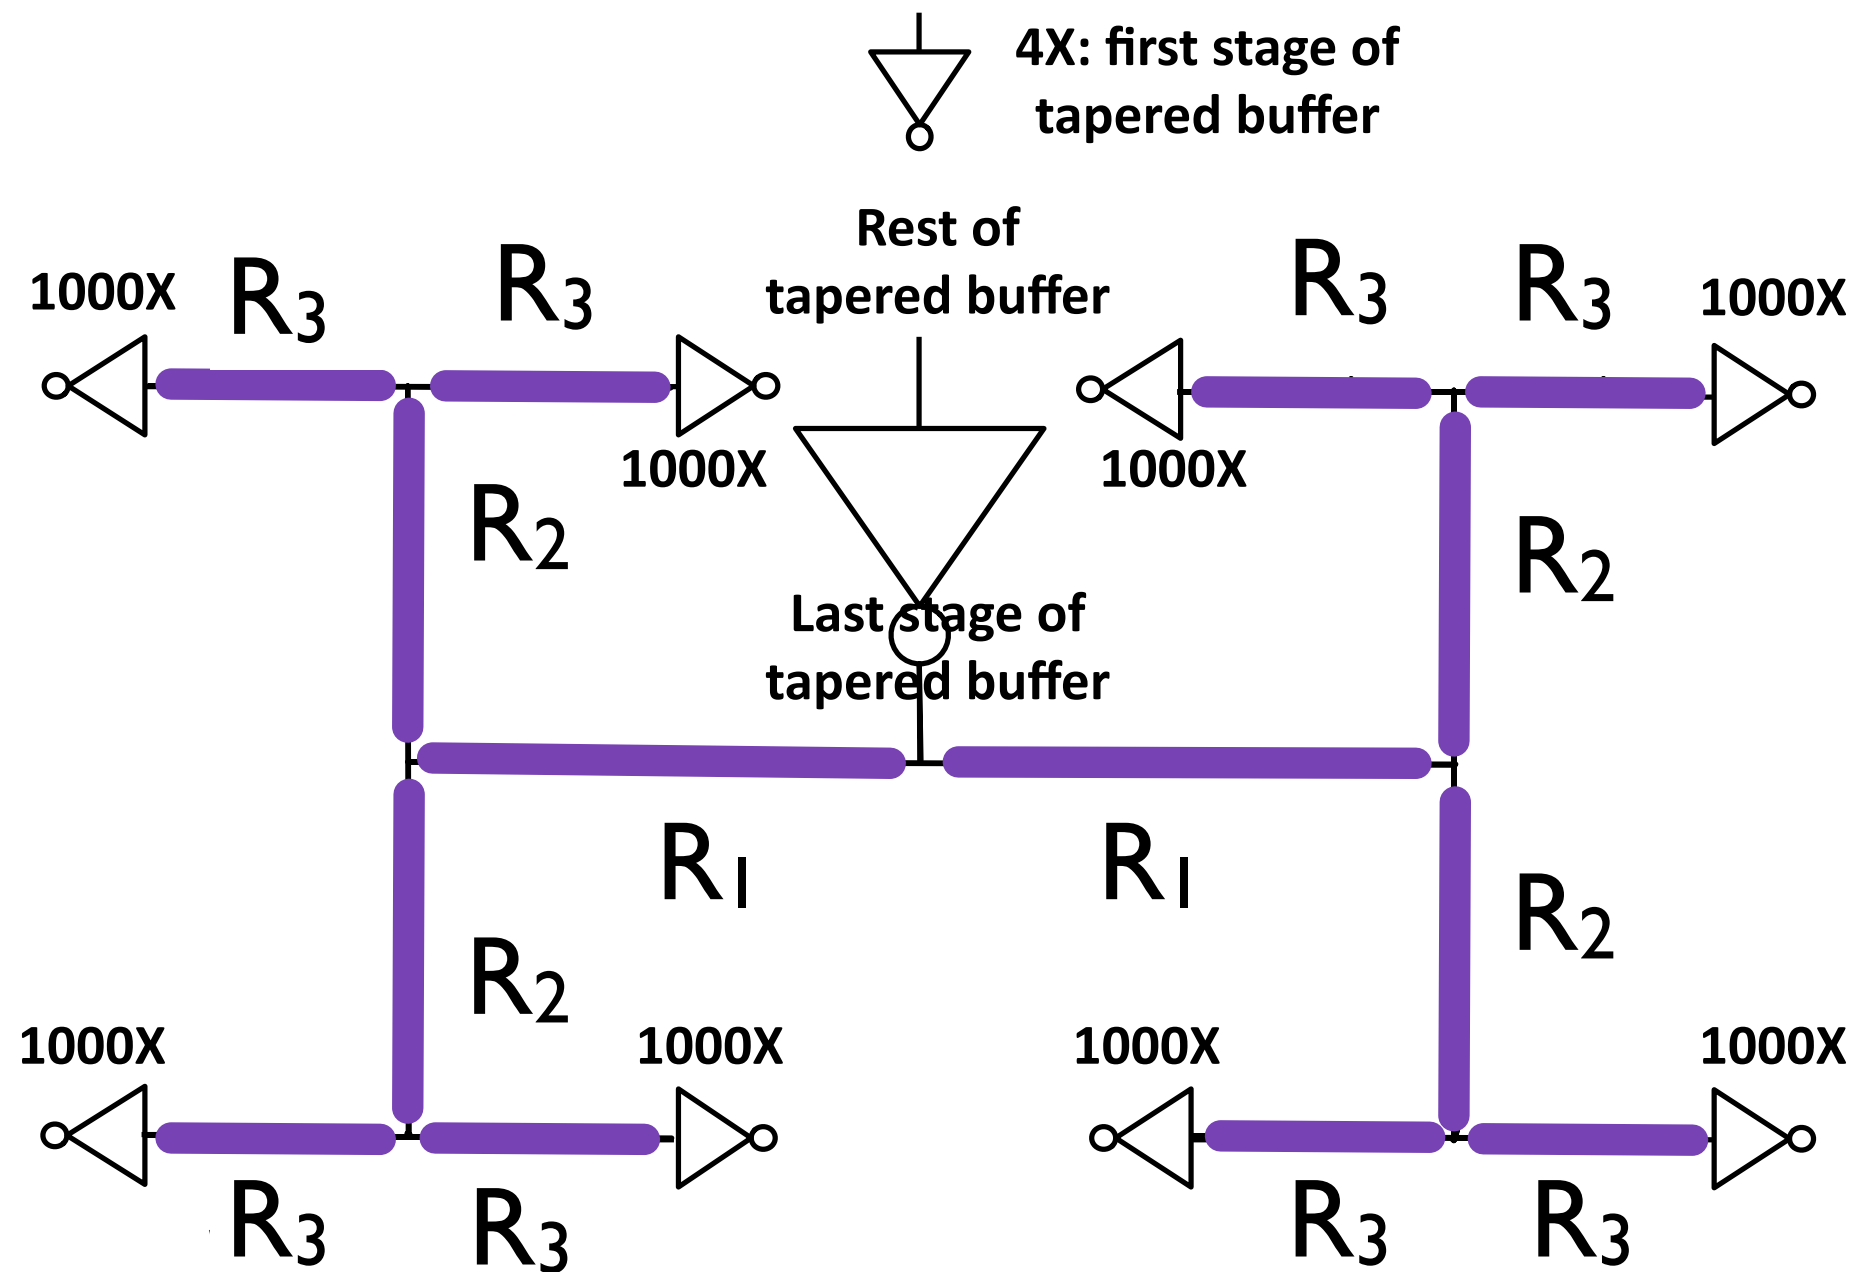 4X: first stage of
tapered buffer
Rest of
tapered buffer
1000X
R3
R3
R3
R3
1000X
1000X
1000X
R2
R2
Last stage of
tapered buffer
R1
R1
R2
R2
1000X
1000X
1000X
1000X
R3
R3
R3
R3